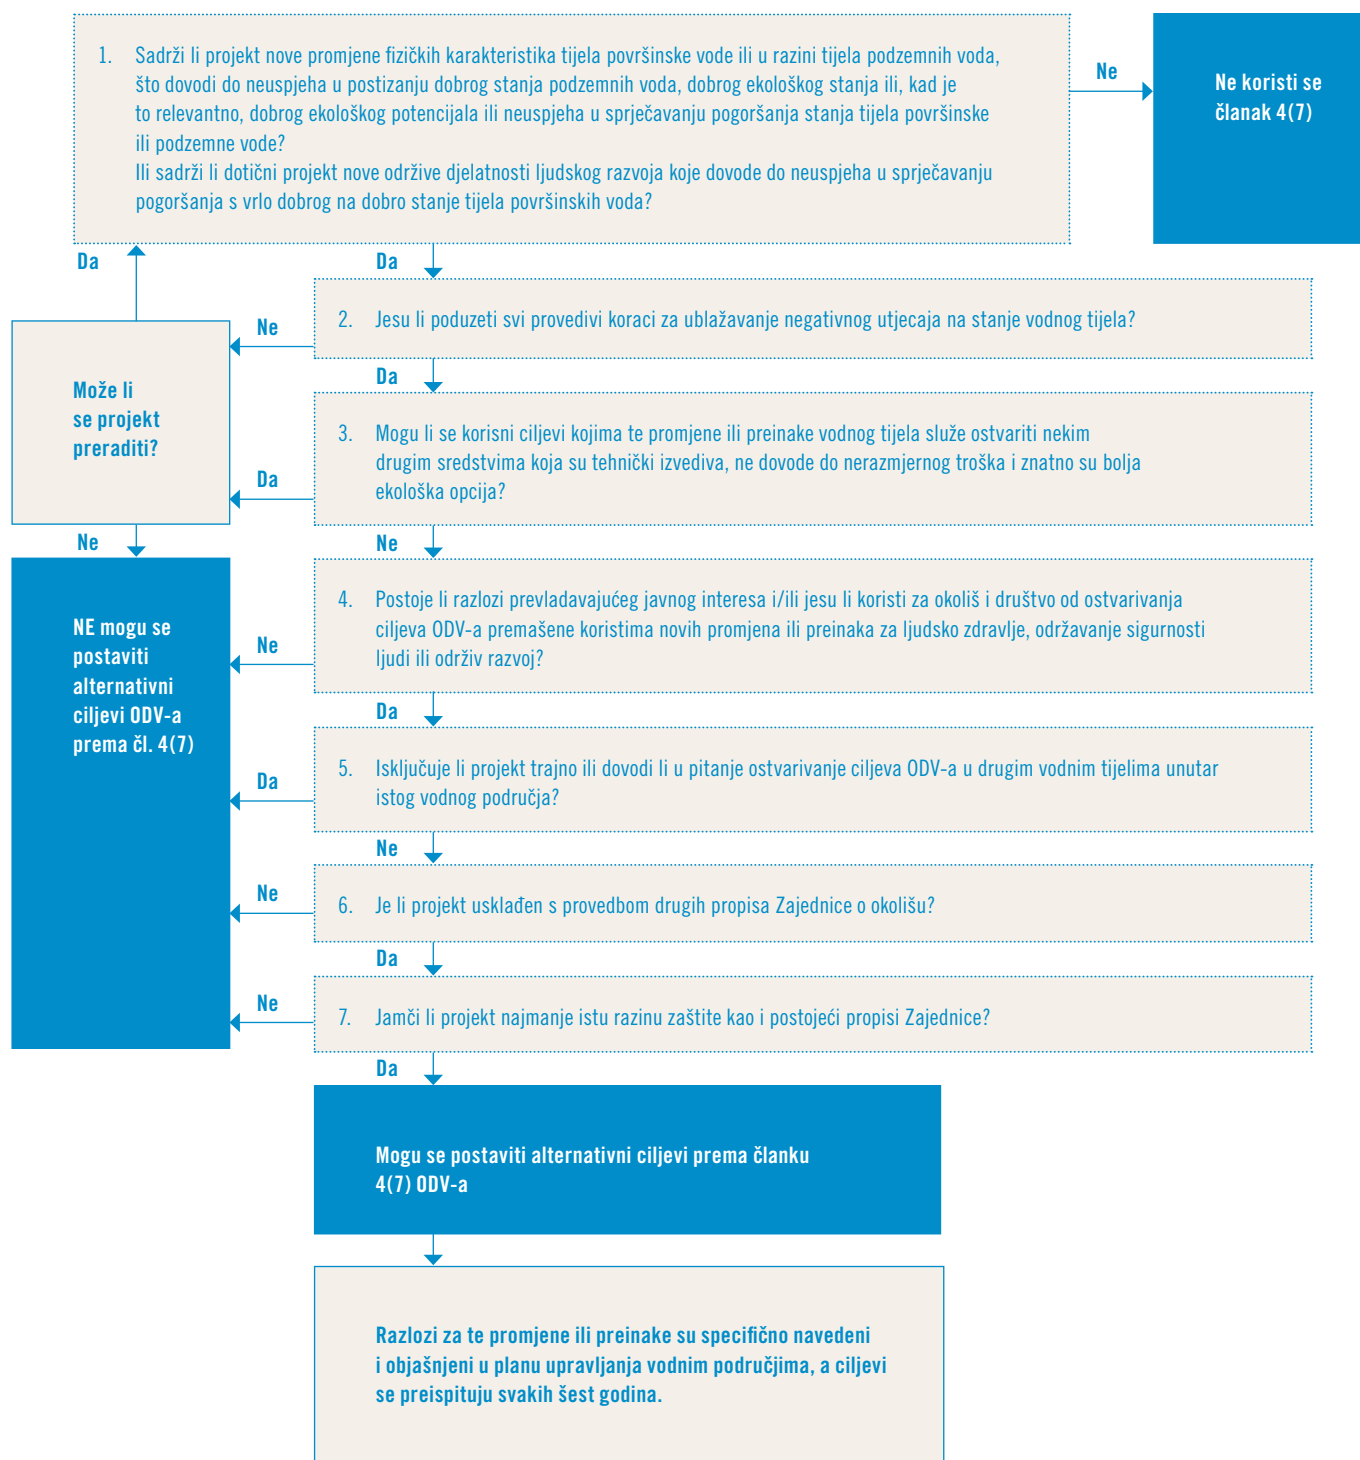 1. Sadrži li projekt nove promjene fizičkih karakteristika tijela površinske vode ili u razini tijela podzemnih voda,
što dovodi do neuspjeha u postizanju dobrog stanja podzemnih voda, dobrog ekološkog stanja ili, kad je
to relevantno, dobrog ekološkog potencijala ili neuspjeha u sprječavanju pogoršanja stanja tijela površinske
ili podzemne vode?
Ili sadrži li dotični projekt nove održive djelatnosti ljudskog razvoja koje dovode do neuspjeha u sprječavanju
pogoršanja s vrlo dobrog na dobro stanje tijela površinskih voda?
Ne
Ne koristi se
članak 4(7)
Da
Da
2. Jesu li poduzeti svi provedivi koraci za ublažavanje negativnog utjecaja na stanje vodnog tijela?
Ne
Da
Može li
se projekt
preraditi?
3. Mogu li se korisni ciljevi kojima te promjene ili preinake vodnog tijela služe ostvariti nekim
drugim sredstvima koja su tehnički izvediva, ne dovode do nerazmjernog troška i znatno su bolja
ekološka opcija?
Da
Ne
Ne
4. Postoje li razlozi prevladavajućeg javnog interesa i/ili jesu li koristi za okoliš i društvo od ostvarivanja
ciljeva ODV-a premašene koristima novih promjena ili preinaka za ljudsko zdravlje, održavanje sigurnosti
ljudi ili održiv razvoj?
Ne
NE mogu se
postaviti
alternativni
ciljevi ODV-a
prema čl. 4(7)
Da
5. Isključuje li projekt trajno ili dovodi li u pitanje ostvarivanje ciljeva ODV-a u drugim vodnim tijelima unutar
istog vodnog područja?
Da
Ne
6. Je li projekt usklađen s provedbom drugih propisa Zajednice o okolišu?
Ne
Da
7. Jamči li projekt najmanje istu razinu zaštite kao i postojeći propisi Zajednice?
Ne
Da
Mogu se postaviti alternativni ciljevi prema članku
4(7) ODV-a
Razlozi za te promjene ili preinake su specifično navedeni
i objašnjeni u planu upravljanja vodnim područjima, a ciljevi
se preispituju svakih šest godina.